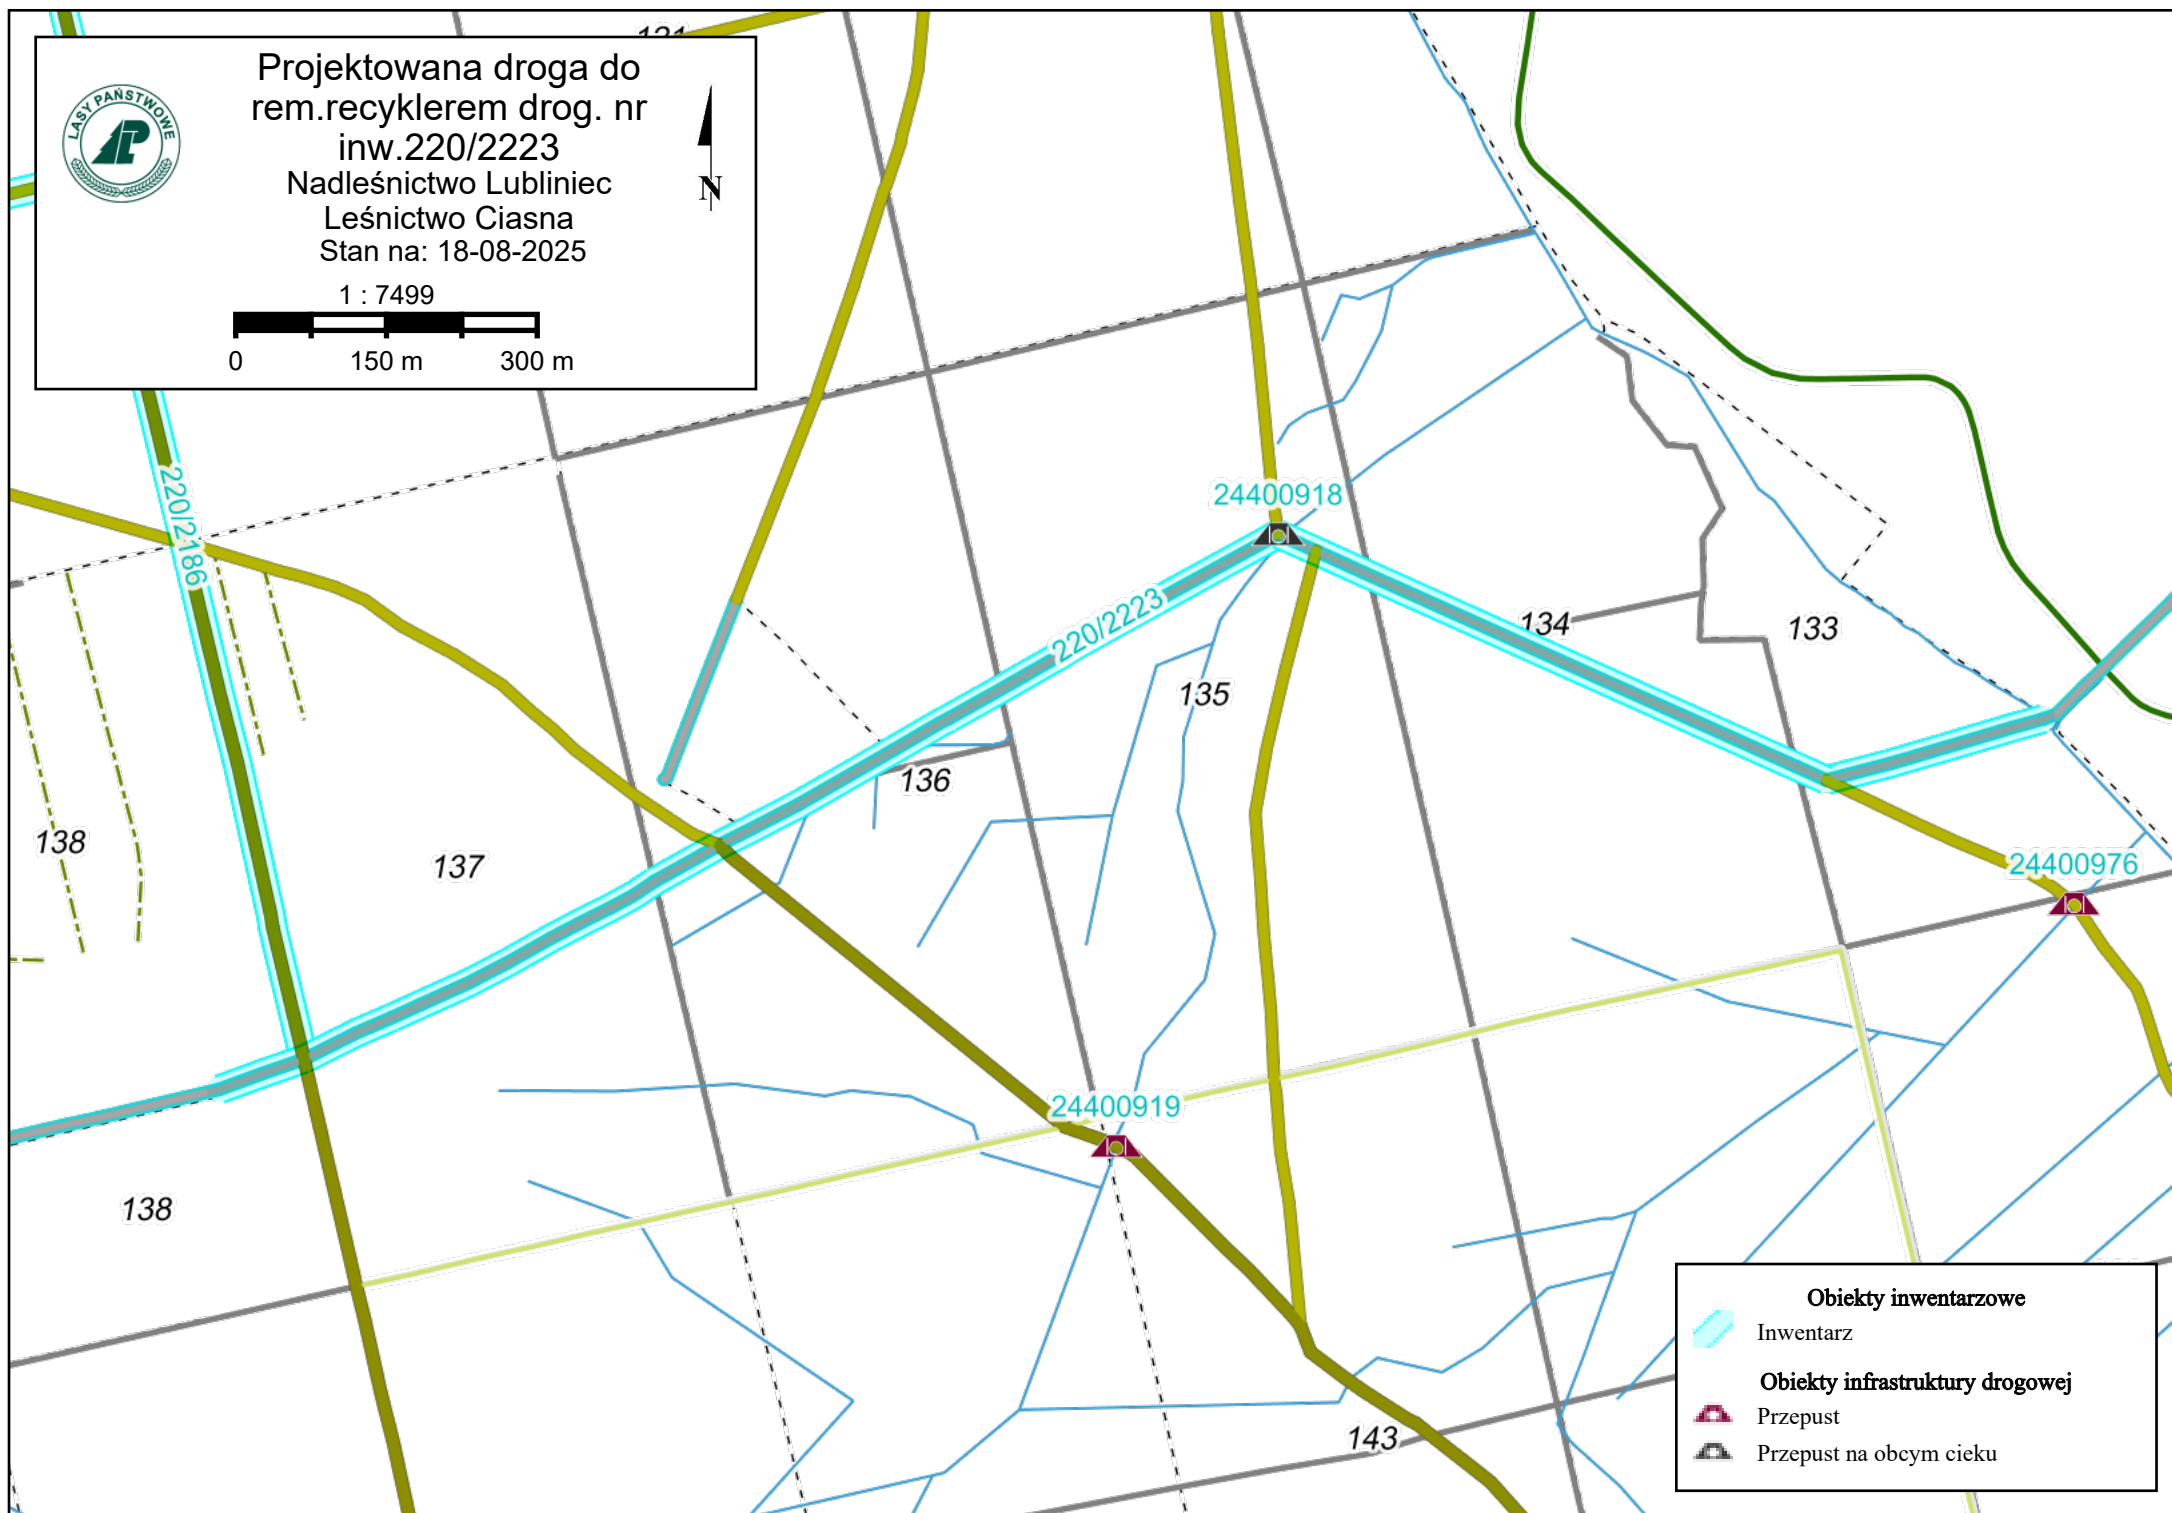 131
Projektowana droga do
rem.recyklerem drog. nr
inw.220/2223
Nadleśnictwo Lubliniec
Leśnictwo Ciasna
Stan na: 18-08-2025
LASY PAŃSTWOWE
N
1 : 7499
0 150 m 300 m
220/2186
24400918
220/2223
134
133
135
136
138
137
24400976
24400919
138
143
Obiekty inwentarzowe
Inwentarz
Obiekty infrastruktury drogowej
Przepust
Przepust na obcym cieku